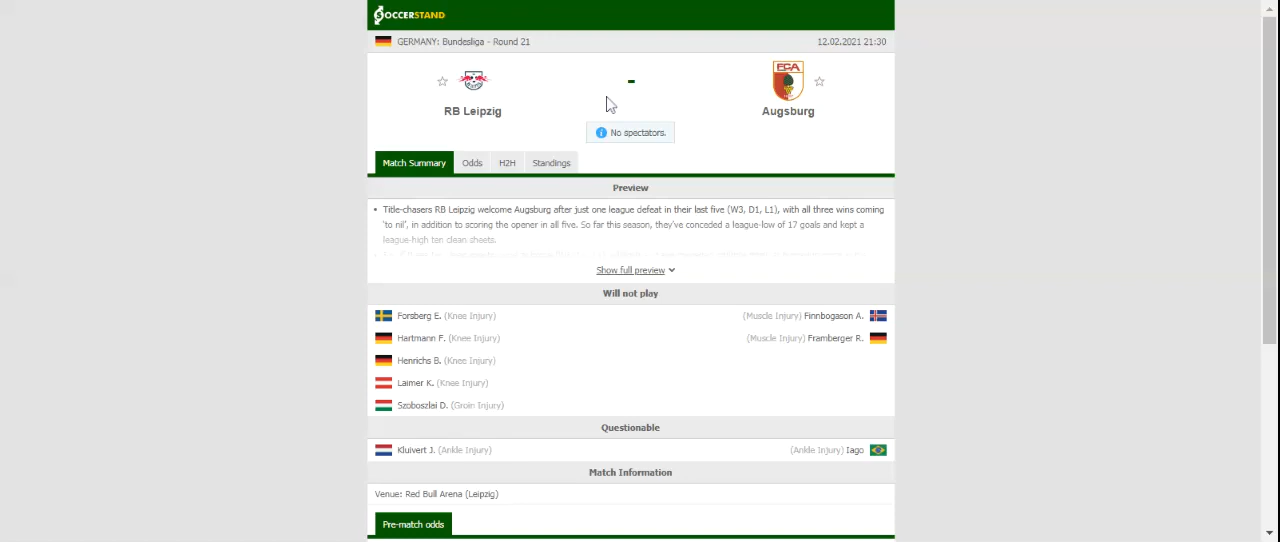 SOCCERSTAND
GERMANY: Bundesliga - Round 21 12.02.2021 21:30
FCA
RB Leipzig - Augsburg
No spectators.
Match Summary Odds H2H Standings
Preview
Title-chasers RB Leipzig welcome Augsburg after just one league defeat in their last five (W3, D1, L1), with all three wins coming
'to nil', in addition to scoring the opener in all five. So far this season, they've conceded a league-low of 17 goals and kept a
league-high ten clean sheets.
Show full preview
Will not play
Forsberg E. (Knee Injury) (Muscle Injury) Finnbogason A.
Hartmann F. (Knee Injury) (Muscle Injury) Framberger R.
Henrichs B. (Knee Injury)
Laimer K. (Knee Injury)
Szoboszlai D. (Groin Injury)
Questionable
Kluivert J. (Ankle Injury) (Ankle Injury) Iago
Match Information
Venue: Red Bull Arena (Leipzig)
Pre-match odds